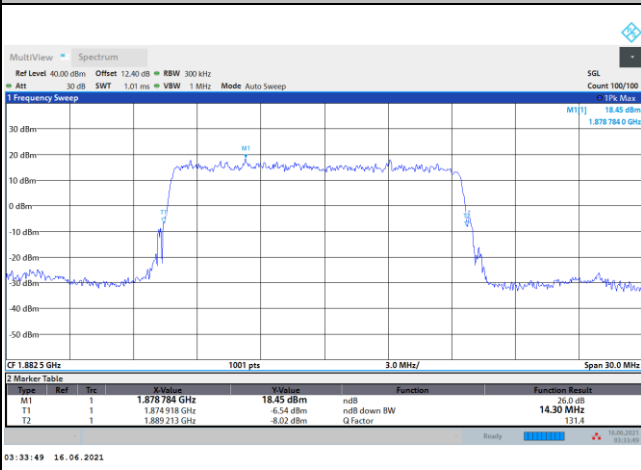 MultiView Spectrum
Ref Level 40.00 dBm Offset 12.40 dB RBW 300 kHz SGL
Att 30 dB SWT 1.01 ms VBW 1 MHz Mode Auto Sweep Count 100/100
1 Frequency Sweep 1Pk Max
M1[1] 18.45 dBm
1.878 784 0 GHz
30 dBm
M1
20 dBm
10 dBm
0 dBm
T1
-10 dBm
-20 dBm
-30 dBm
-40 dBm
-50 dBm
CF 1.882 5 GHz 1001 pts 3.0 MHz/ Span 30.0 MHz
2 Marker Table
Type Ref Trc X-Value Y-Value Function Function Result
M1 1 1.878 784 GHz 18.45 dBm ndB 26.0 dB
T1 1 1.874 918 GHz -6.54 dBm ndB down BW 14.30 MHz
T2 1 1.889 213 GHz -8.02 dBm Q Factor 131.4
Ready 16.06.2021
03:33:49
03:33:49 16.06.2021